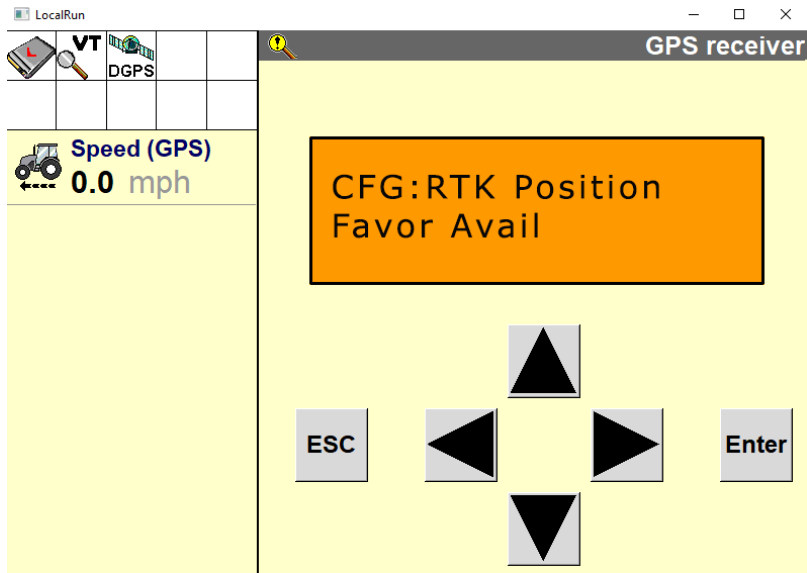 LocalRun
VT
DGPS
GPS receiver
Speed (GPS)
0.0 mph
CFG:RTK Position
Favor Avail
ESC
Enter